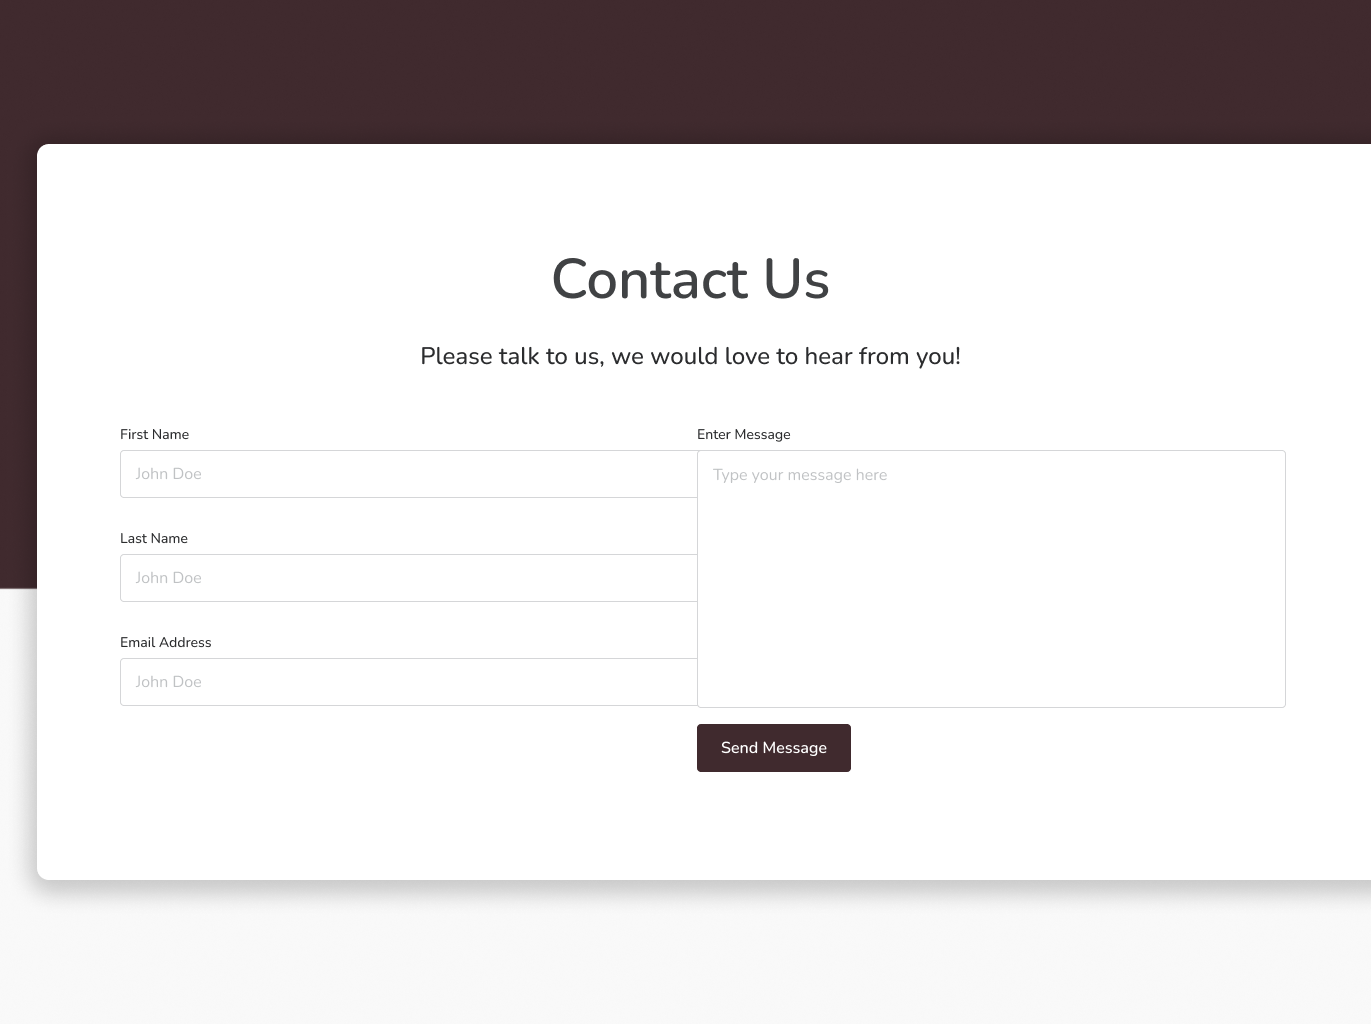 Contact Us
Please talk to us, we would love to hear from you!
First Name
John Doe
Last Name
John Doe
Email Address
John Doe
Enter Message
Type your message here
Send Message